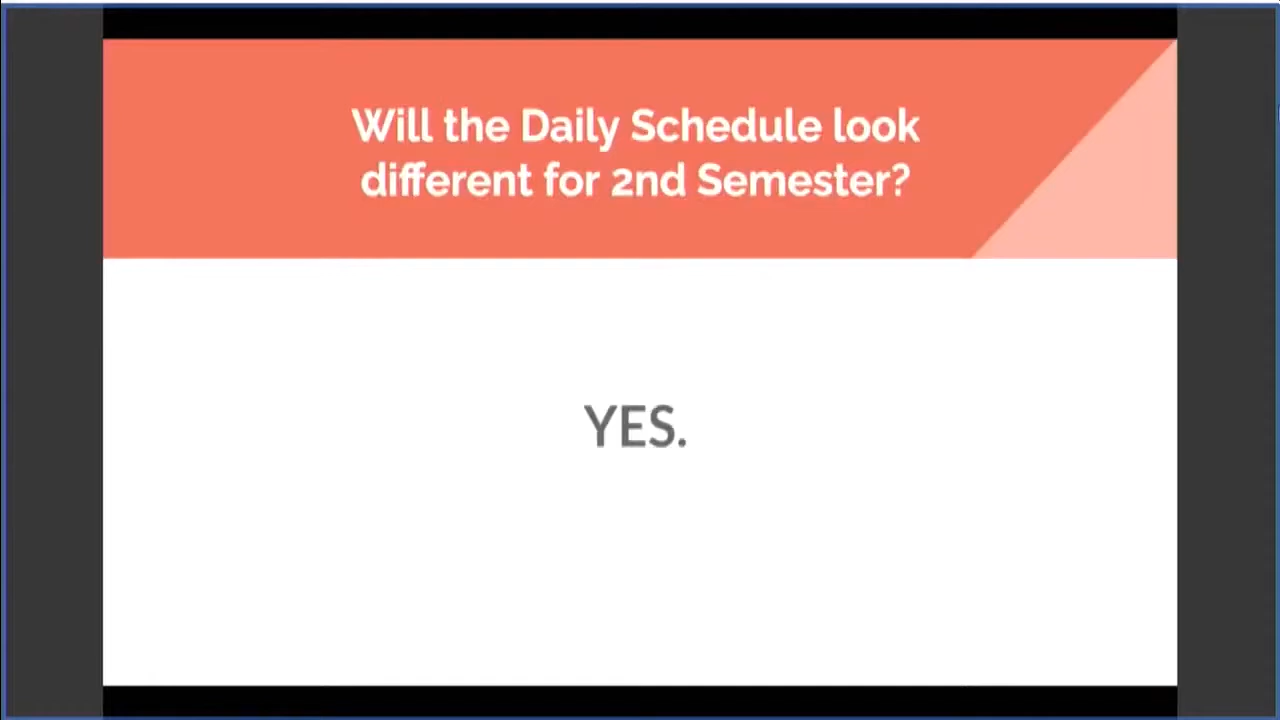 Will the Daily Schedule look
different for 2nd Semester?
YES.